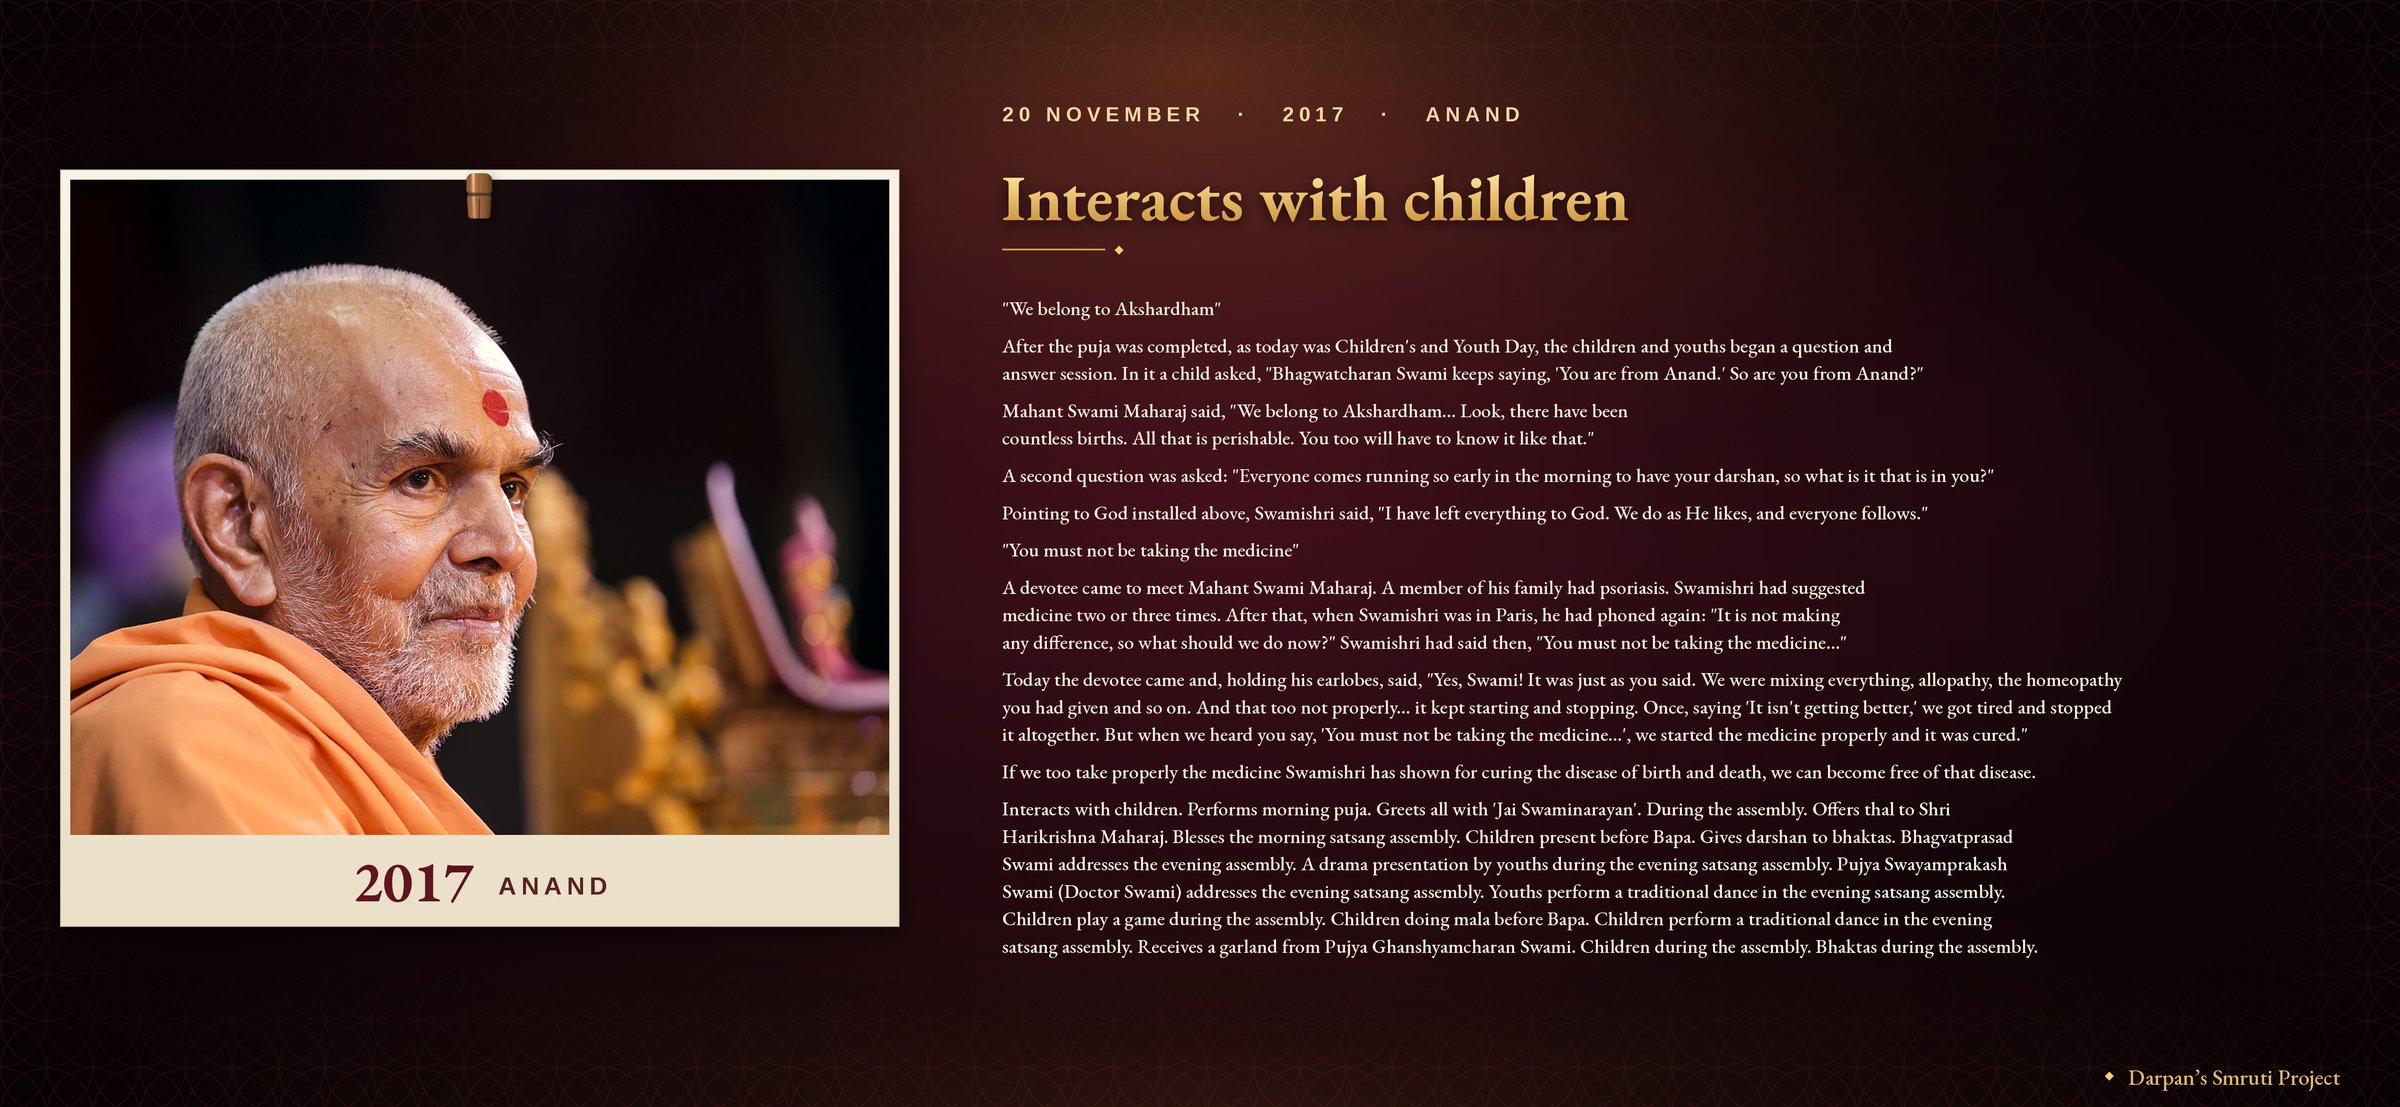 20 NOVEMBER · 2017 · ANAND
Interacts with children
"We belong to Akshardham"
After the puja was completed, as today was Children's and Youth Day, the children and youths began a question and
answer session. In it a child asked, "Bhagwatcharan Swami keeps saying, 'You are from Anand.' So are you from Anand?"
Mahant Swami Maharaj said, "We belong to Akshardham... Look, there have been
countless births. All that is perishable. You too will have to know it like that."
A second question was asked: "Everyone comes running so early in the morning to have your darshan, so what is it that is in you?"
Pointing to God installed above, Swamishri said, "I have left everything to God. We do as He likes, and everyone follows."
"You must not be taking the medicine"
A devotee came to meet Mahant Swami Maharaj. A member of his family had psoriasis. Swamishri had suggested
medicine two or three times. After that, when Swamishri was in Paris, he had phoned again: "It is not making
any difference, so what should we do now?" Swamishri had said then, "You must not be taking the medicine..."
Today the devotee came and, holding his earlobes, said, "Yes, Swami! It was just as you said. We were mixing everything, allopathy, the homeopathy
you had given and so on. And that too not properly... it kept starting and stopping. Once, saying 'It isn't getting better,' we got tired and stopped
it altogether. But when we heard you say, 'You must not be taking the medicine...', we started the medicine properly and it was cured."
If we too take properly the medicine Swamishri has shown for curing the disease of birth and death, we can become free of that disease.
Interacts with children. Performs morning puja. Greets all with 'Jai Swaminarayan'. During the assembly. Offers thal to Shri
Harikrishna Maharaj. Blesses the morning satsang assembly. Children present before Bapa. Gives darshan to bhaktas. Bhagvatprasad
Swami addresses the evening assembly. A drama presentation by youths during the evening satsang assembly. Pujya Swayamprakash
Swami (Doctor Swami) addresses the evening satsang assembly. Youths perform a traditional dance in the evening satsang assembly.
Children play a game during the assembly. Children doing mala before Bapa. Children perform a traditional dance in the evening
satsang assembly. Receives a garland from Pujya Ghanshyamcharan Swami. Children during the assembly. Bhaktas during the assembly.
2017 ANAND
Darpan’s Smruti Project